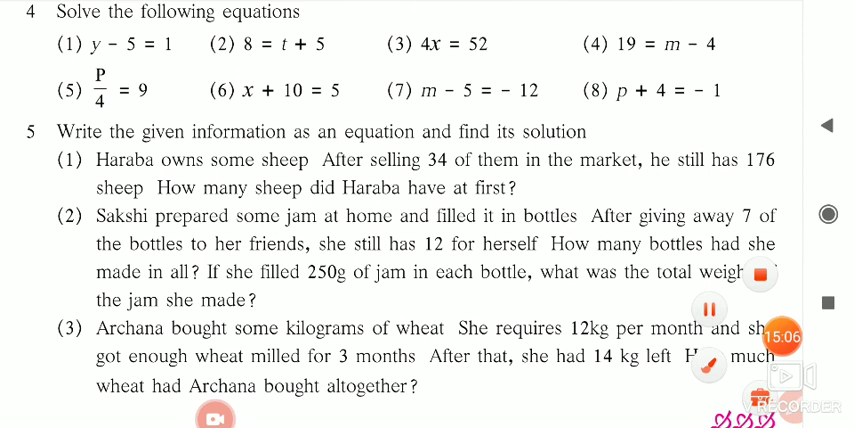 4 Solve the following equations
(1) y - 5 = 1 (2) 8 = t + 5 (3) 4x = 52 (4) 19 = m - 4
(5) P/4 = 9 (6) x + 10 = 5 (7) m - 5 = - 12 (8) p + 4 = - 1
5 Write the given information as an equation and find its solution
(1) Haraba owns some sheep After selling 34 of them in the market, he still has 176
sheep How many sheep did Haraba have at first?
(2) Sakshi prepared some jam at home and filled it in bottles After giving away 7 of
the bottles to her friends, she still has 12 for herself How many bottles had she
made in all? If she filled 250g of jam in each bottle, what was the total
the jam she made?
(3) Archana bought some kilograms of wheat She requires 12kg per month and
15:06
got enough wheat milled for 3 months After that, she had 14 kg left much
wheat had Archana bought altogether?
RECORDER